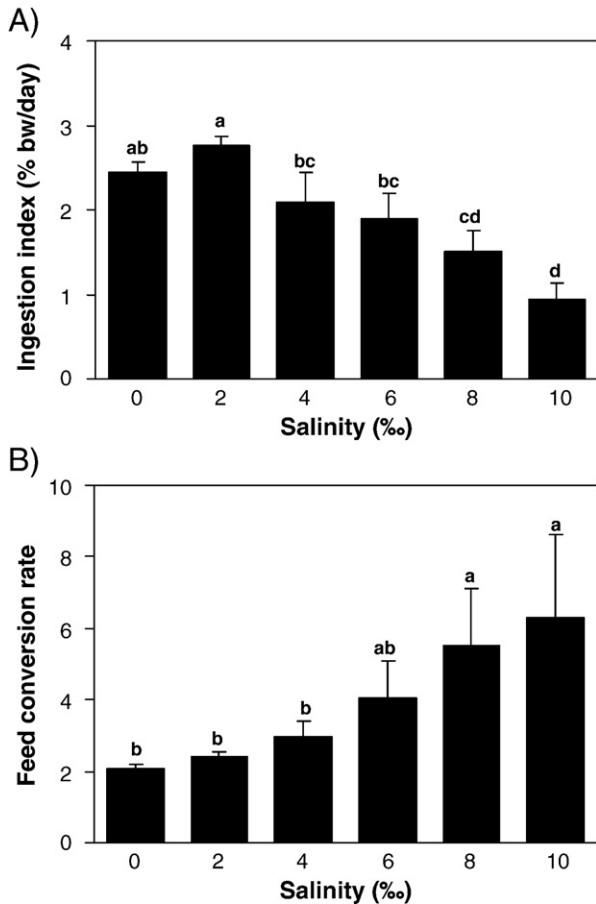 A)
Ingestion index (% bw/day)
4
3
2
1
0
ab
a
bc
bc
cd
d
0 2 4 6 8 10
Salinity (‰)
B)
Feed conversion rate
10
8
6
4
2
0
b
b
b
ab
a
a
0 2 4 6 8 10
Salinity (‰)